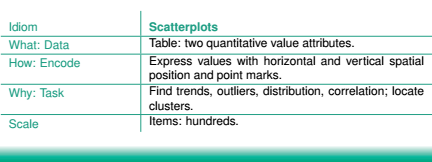 Idiom Scatterplots
What: Data Table: two quantitative value attributes.
How: Encode Express values with horizontal and vertical spatial
position and point marks.
Why: Task Find trends, outliers, distribution, correlation; locate
clusters.
Scale Items: hundreds.